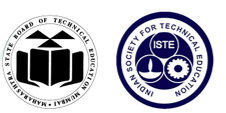 MAHARASHTRA STATE BOARD OF TECHNICAL EDUCATION MUMBAI
INDIAN SOCIETY FOR TECHNICAL EDUCATION
ISTE